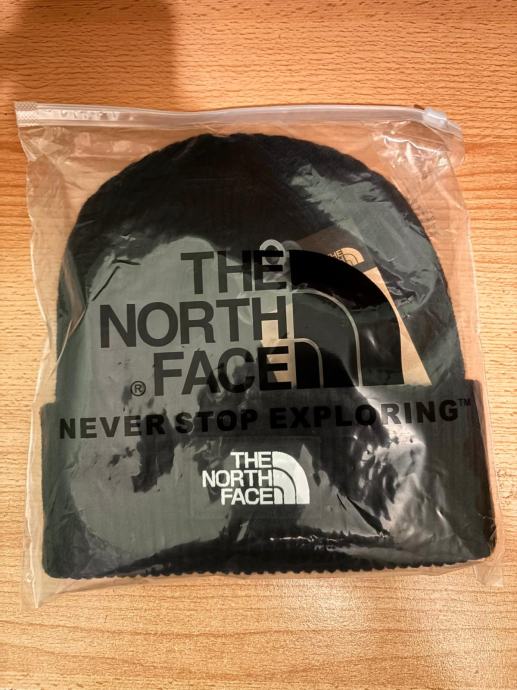 THE
NORTH
® FACE
NEVER STOP EXPLORING™
THE
NORTH
FACE